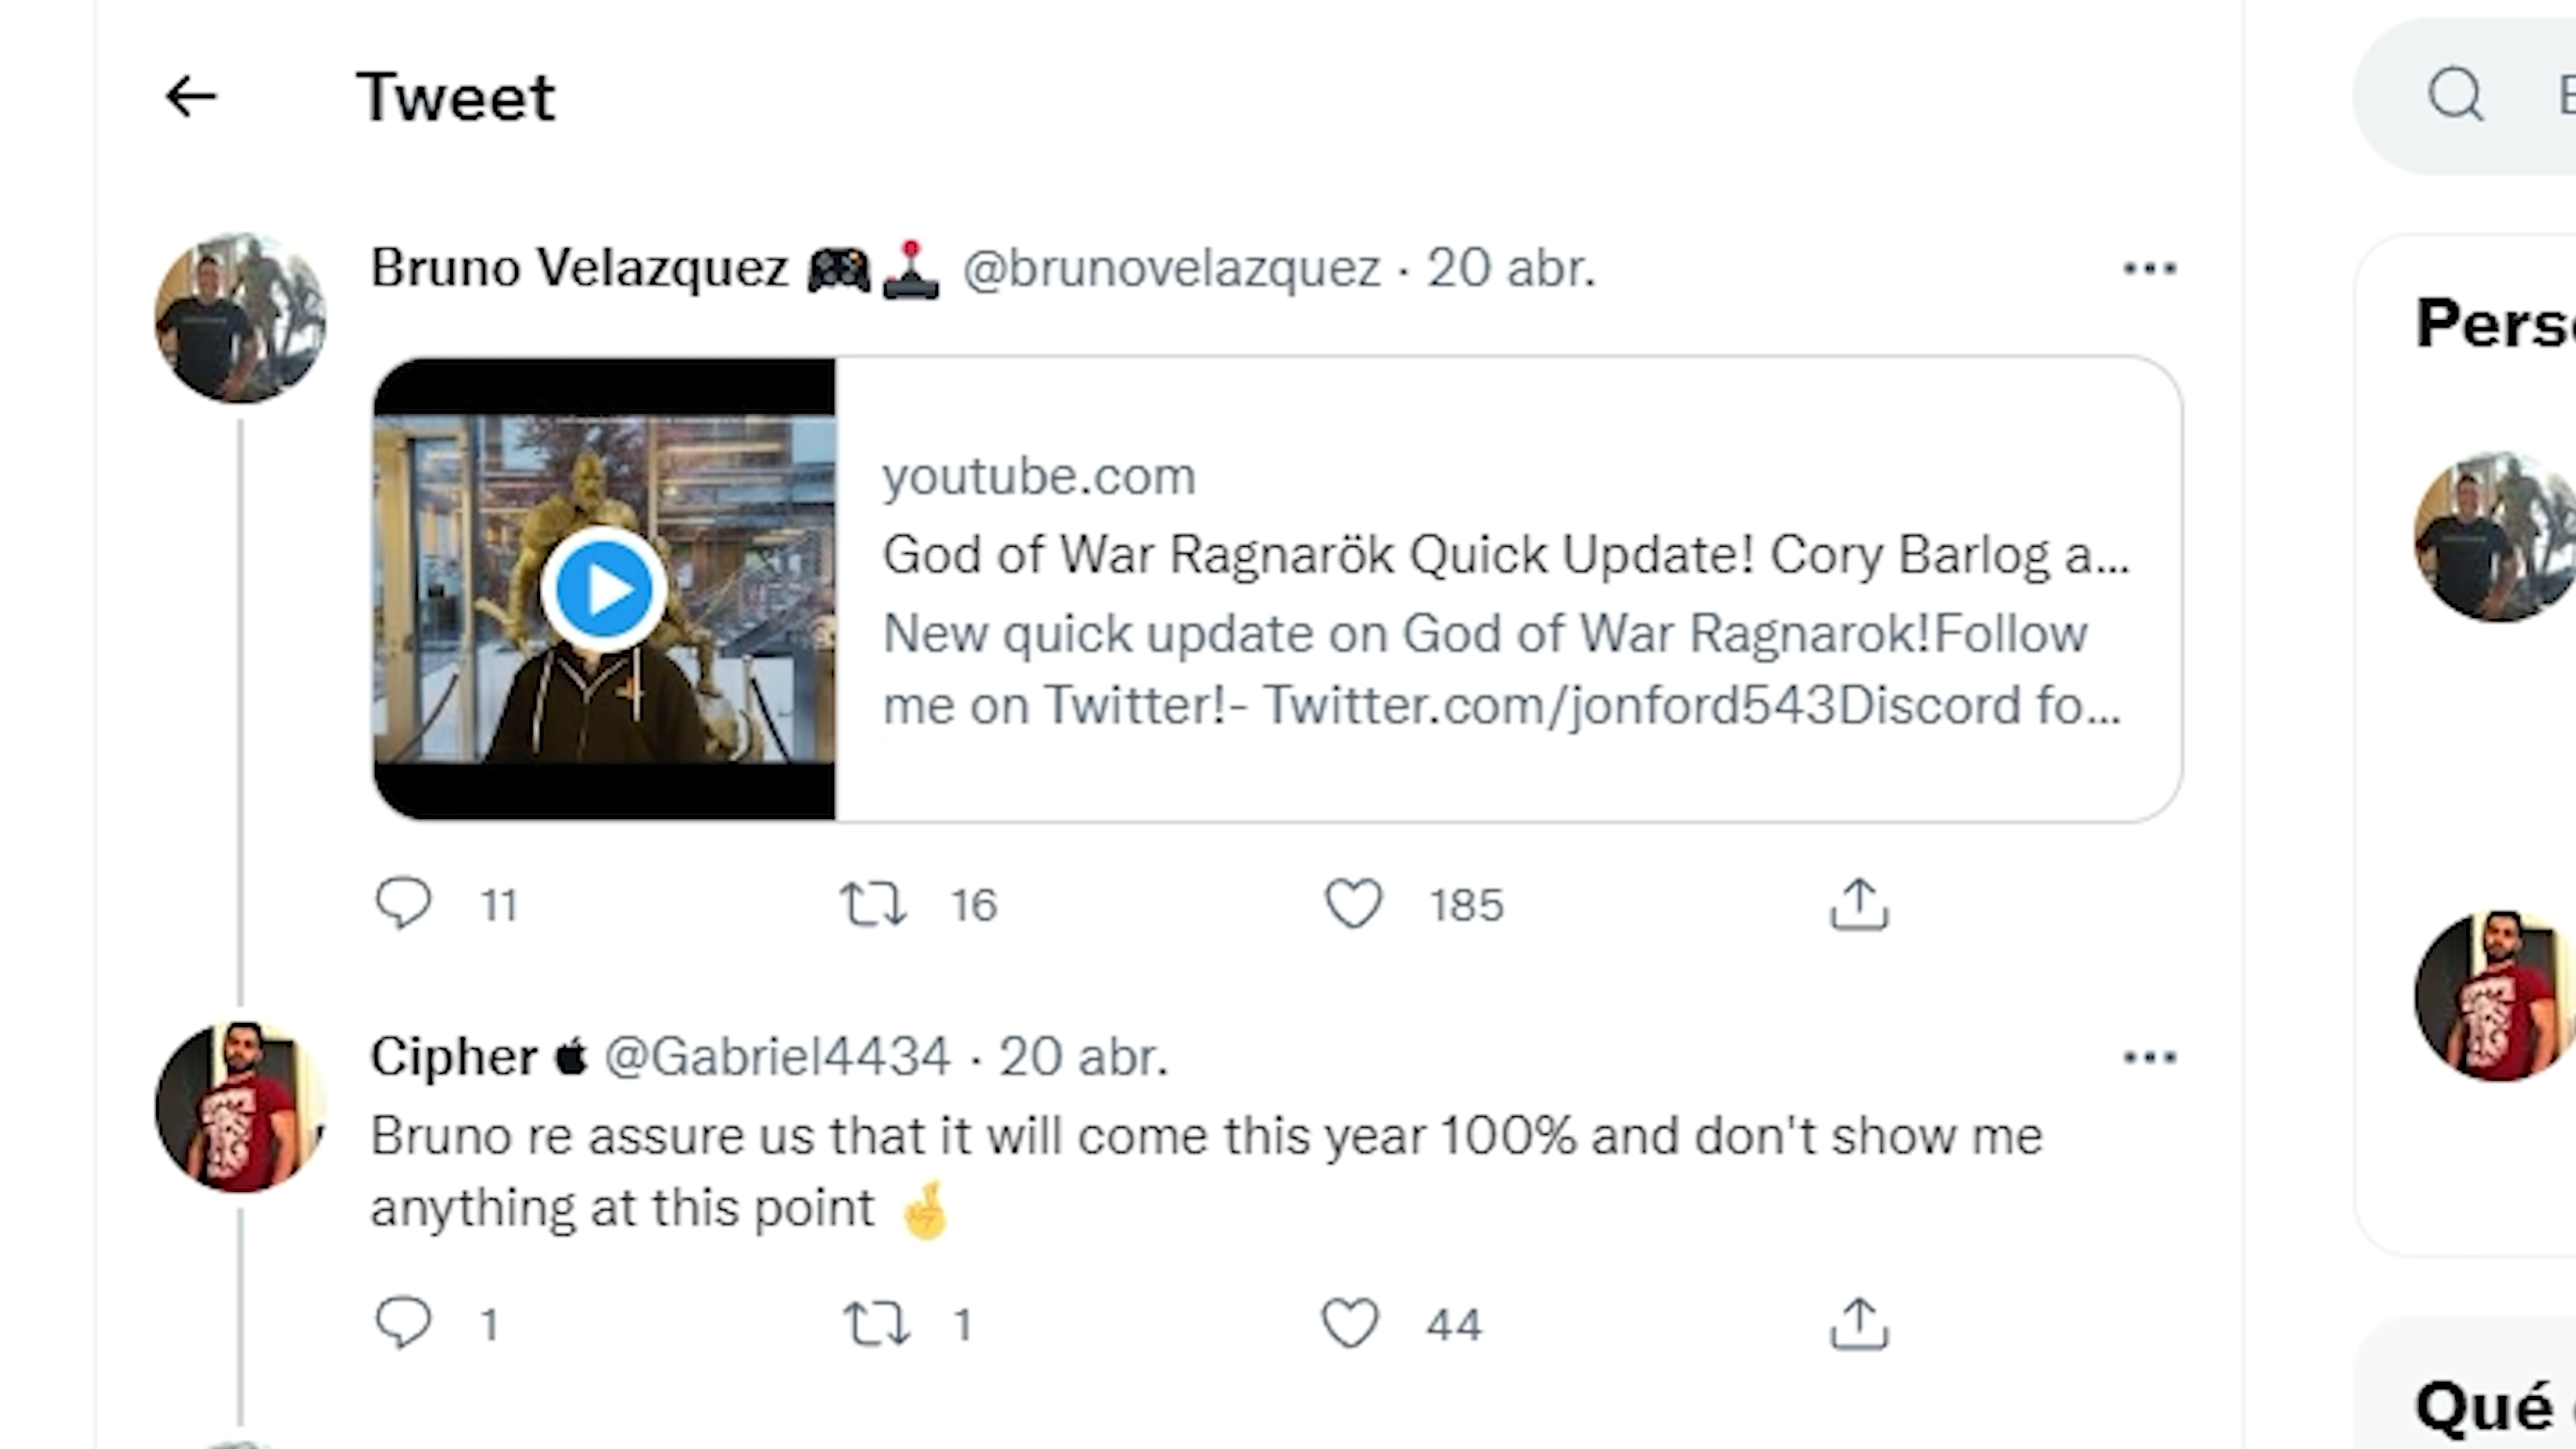 Tweet
Bruno Velazquez 🎮🕹 @brunovelazquez · 20 abr.
youtube.com
God of War Ragnarök Quick Update! Cory Barlog a...
New quick update on God of War Ragnarok!Follow
me on Twitter!- Twitter.com/jonford543Discord fo...
11 16 185
Cipher @Gabriel4434 · 20 abr.
Bruno re assure us that it will come this year 100% and don't show me
anything at this point 🤞
1 1 44
Qué